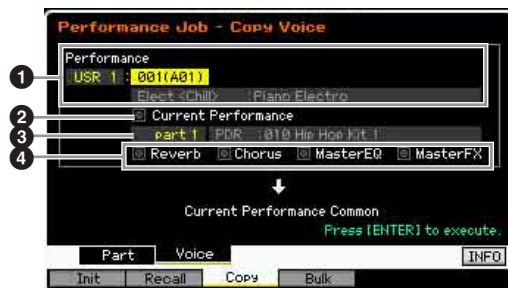 Performance Job - Copy Voice
Performance
1 USR 1 : 001(A01)
Elect <Chill> :Piano Electro
2 Current Performance
3 part 1 PDR :010 Hip Hop Kit 1
4 Reverb Chorus MasterEQ MasterFX
Current Performance Common
Press [ENTER] to execute.
Part Voice INFO
Init Recall Copy Bulk